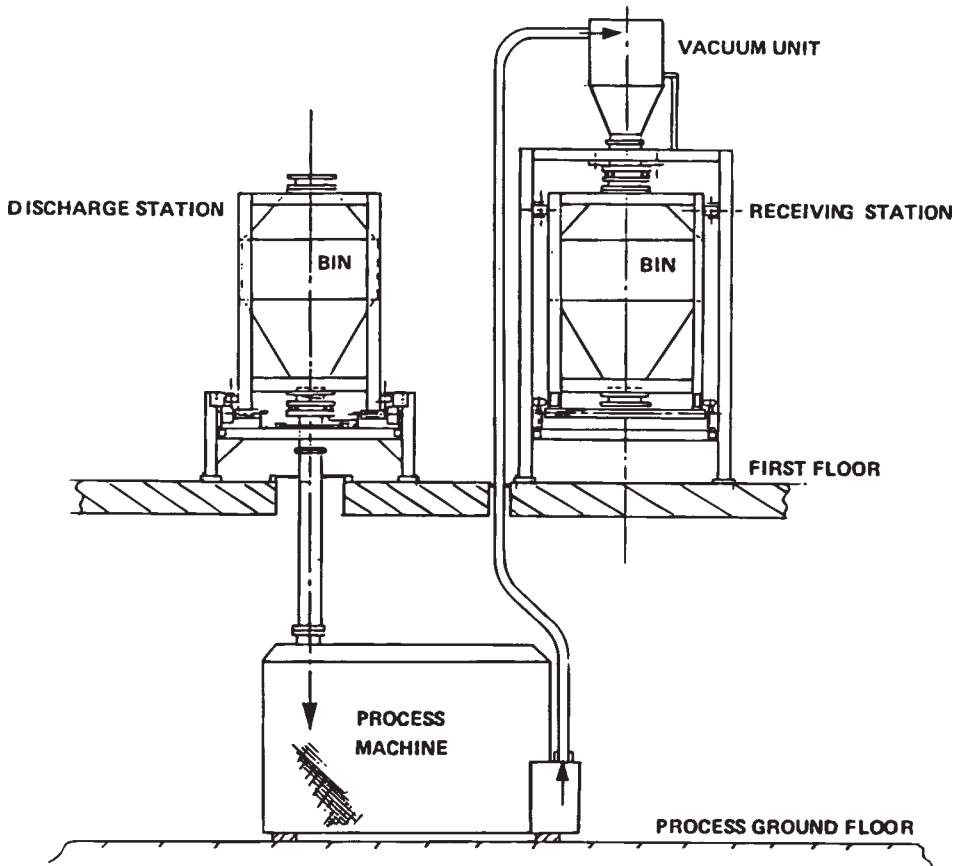 VACUUM UNIT
DISCHARGE STATION
RECEIVING STATION
BIN
BIN
FIRST FLOOR
PROCESS
MACHINE
PROCESS GROUND FLOOR